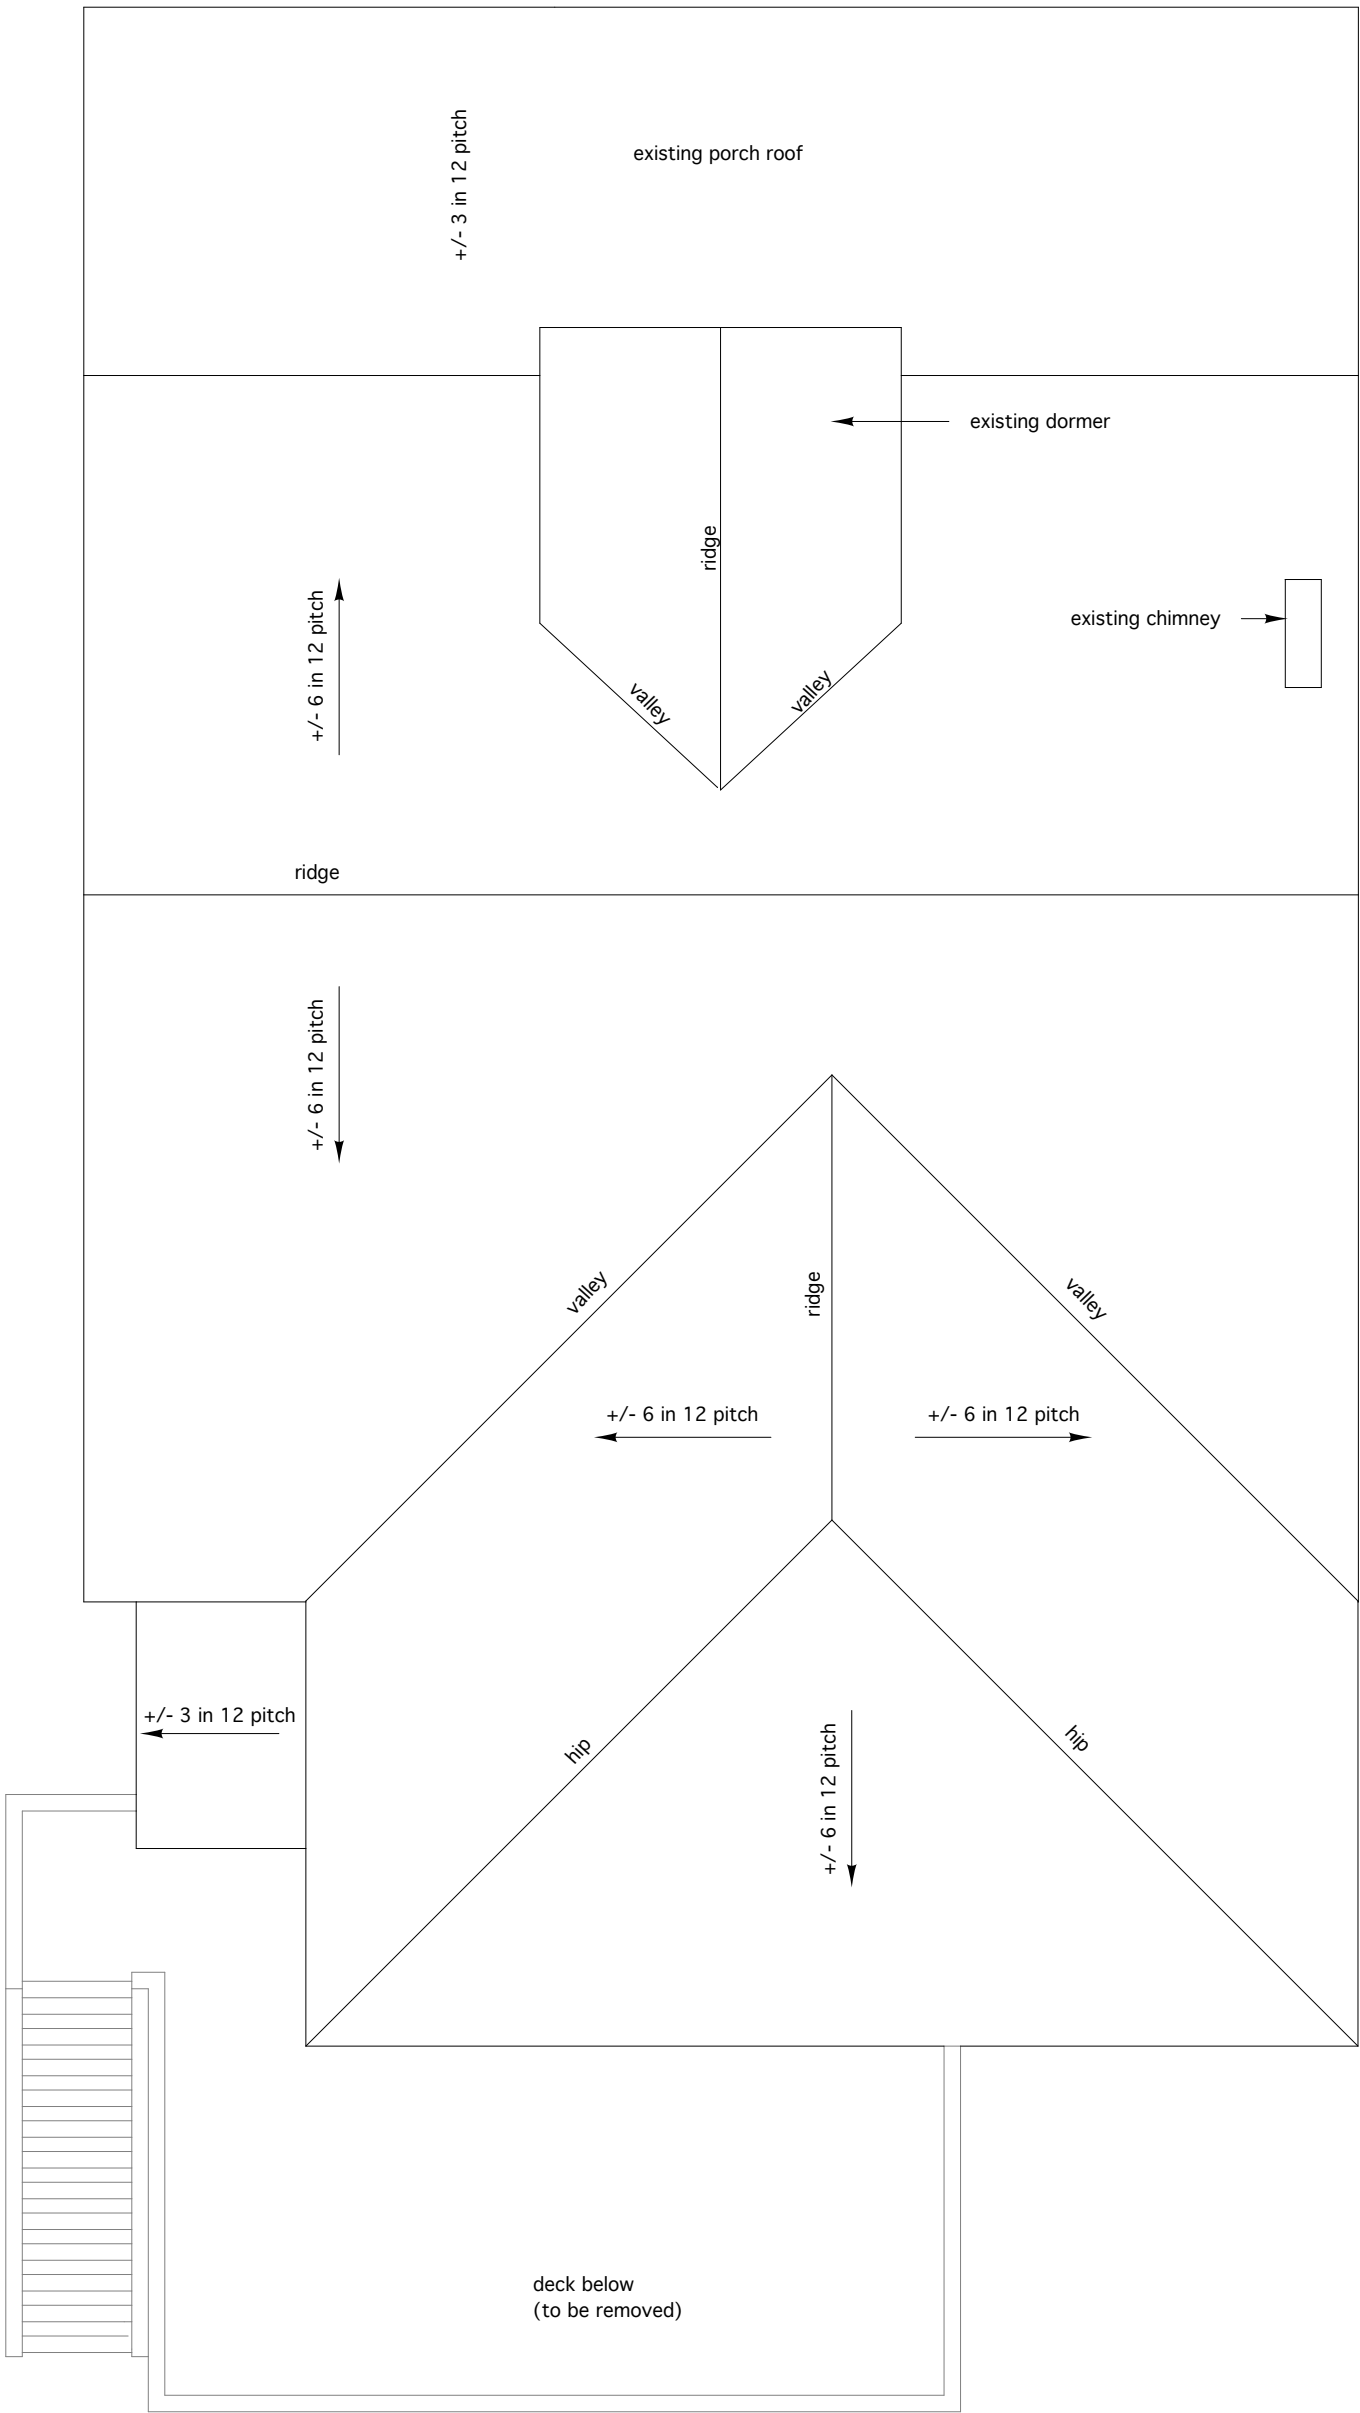 +/- 3 in 12 pitch
existing porch roof
existing dormer
ridge
+/- 6 in 12 pitch
existing chimney
valley
valley
ridge
+/- 6 in 12 pitch
valley
ridge
valley
+/- 6 in 12 pitch
+/- 6 in 12 pitch
+/- 3 in 12 pitch
hip
hip
+/- 6 in 12 pitch
deck below
(to be removed)